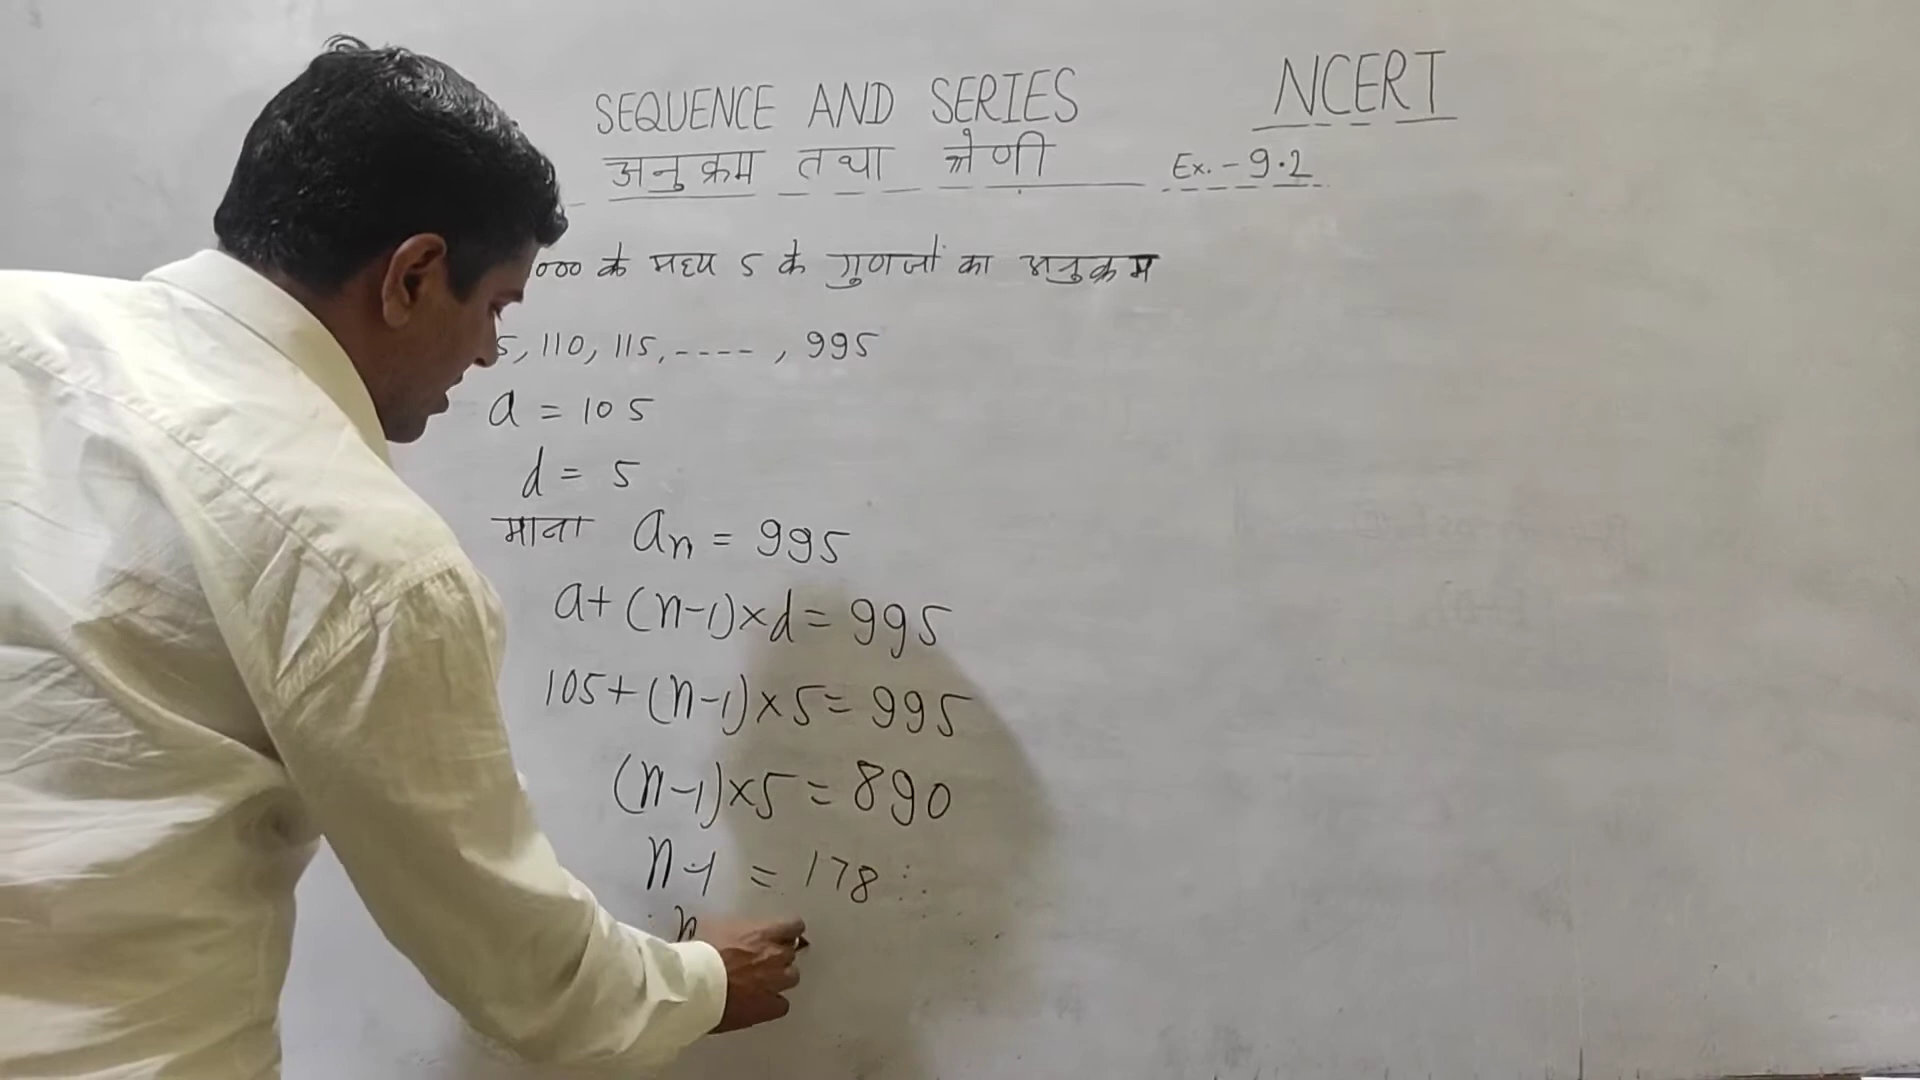 SEQUENCE AND SERIES
NCERT
अनुक्रम तथा श्रेणी
Ex. - 9.2
000 के मध्य 5 के गुणजों का अनुक्रम
5, 110, 115, ---- , 995
a = 105
d = 5
माना an = 995
a + (n-1) × d = 995
105 + (n-1) × 5 = 995
(n-1) × 5 = 890
n-1 = 178
n